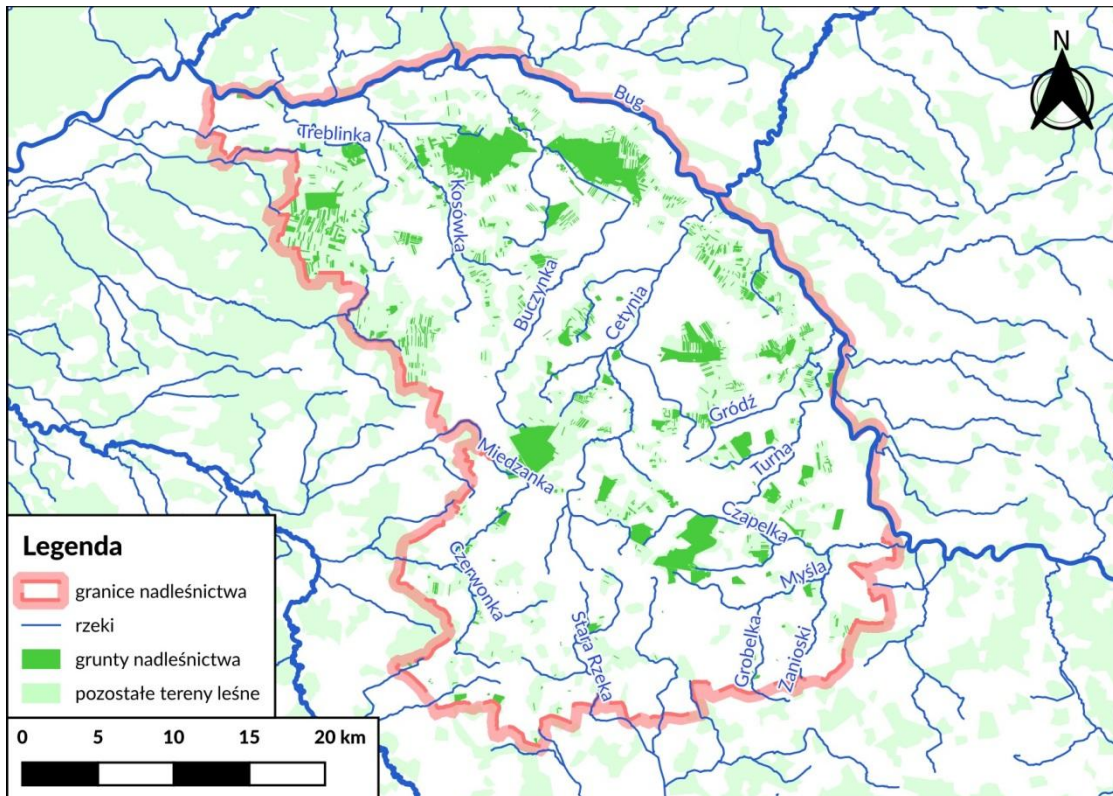 N
Bug
Treblinka
Kosówka
Buczynka
Cetynia
Gródź
Turna
Miedzanka
Czapelka
Myśla
Czerwonka
Stara Rzeka
Grobelka
Zanioski
Legenda
granice nadleśnictwa
rzeki
grunty nadleśnictwa
pozostałe tereny leśne
0 5 10 15 20 km